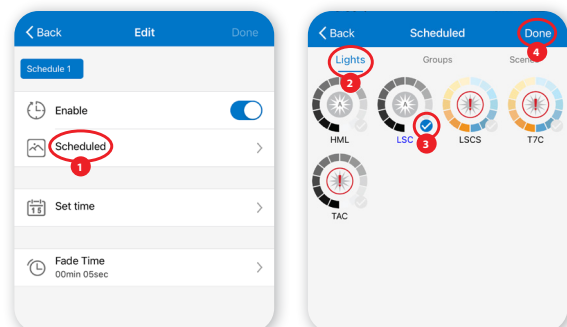 Back Edit Done
Schedule 1
Enable
Scheduled
1
15
Set time
Fade Time
00min 05sec
Back Scheduled Done
4
Lights Groups
2
HML LSC LSCS T7C
3
TAC